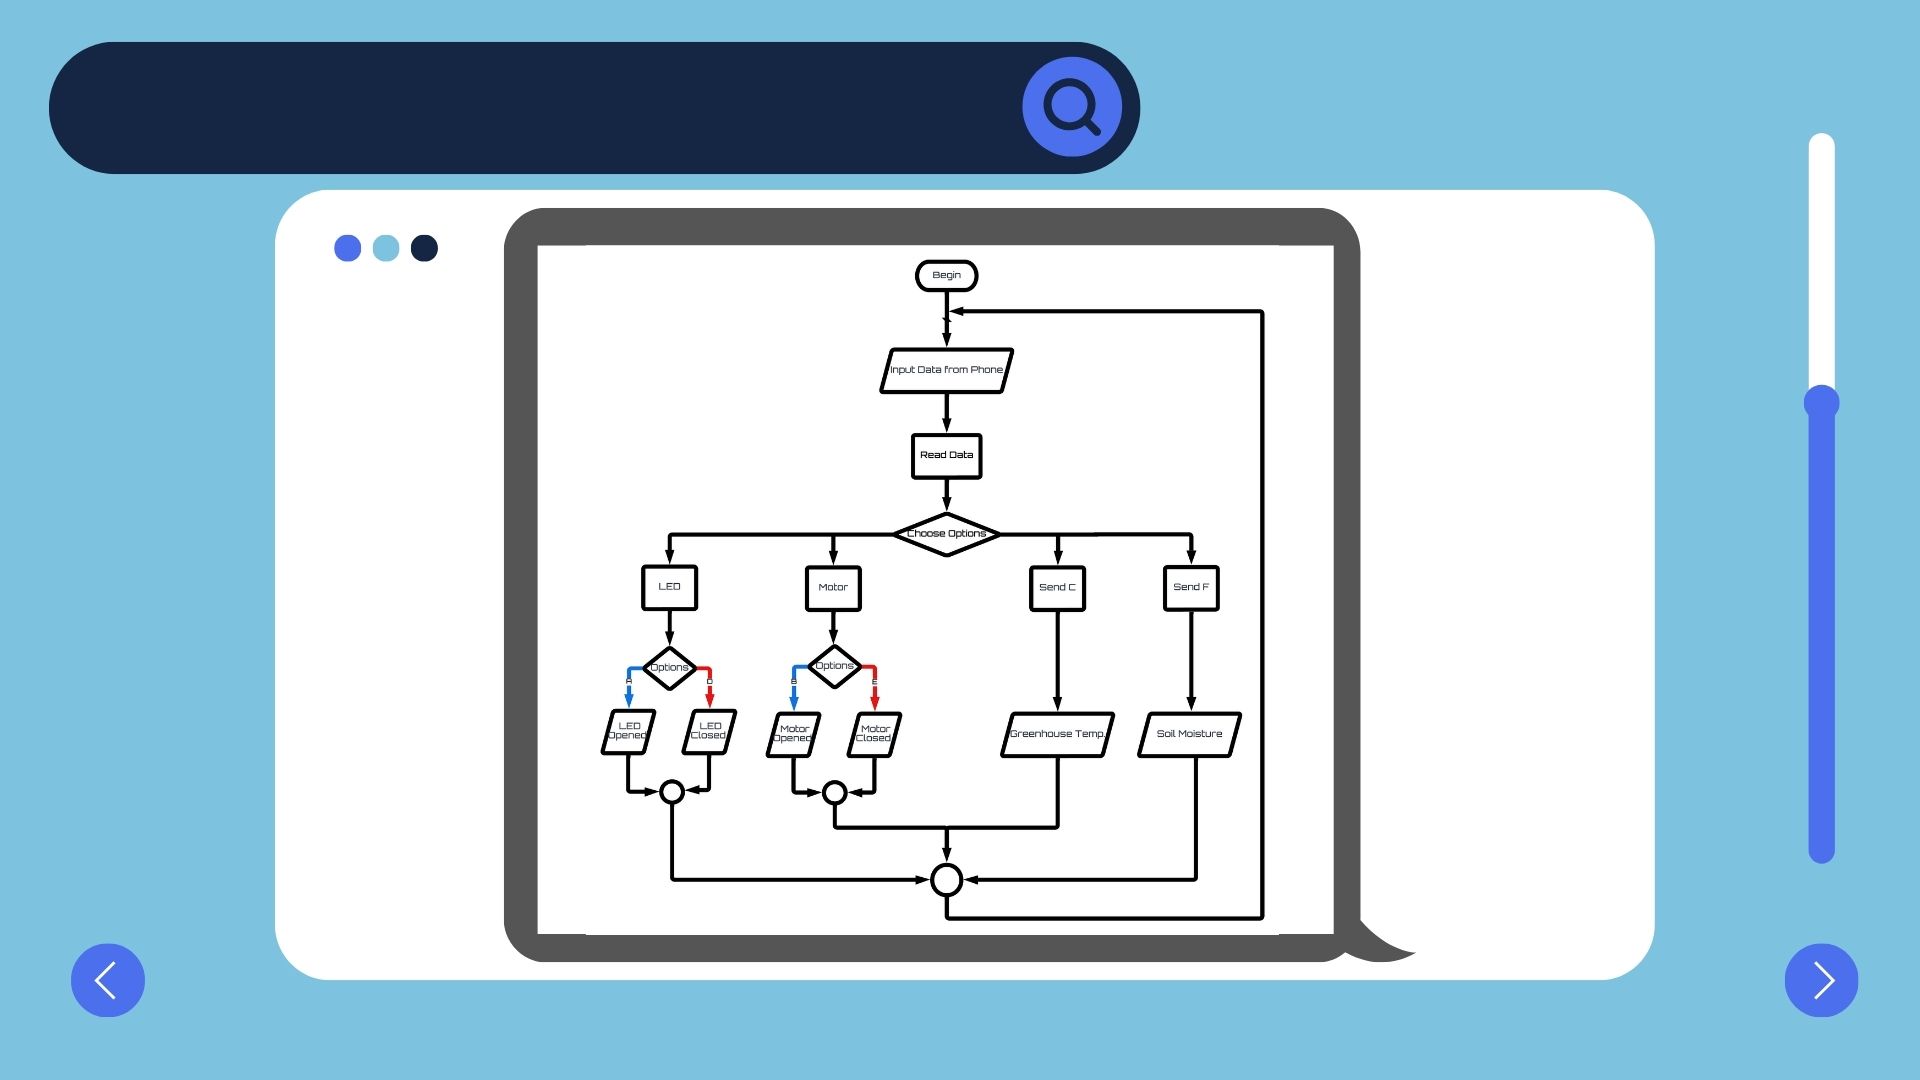 Begin
Input Data from Phone
Read Data
Choose Options
LED
Motor
Send C
Send F
Options
Options
A
D
B
E
LED
Opened
LED
Closed
Motor
Opened
Motor
Closed
Greenhouse Temp.
Soil Moisture